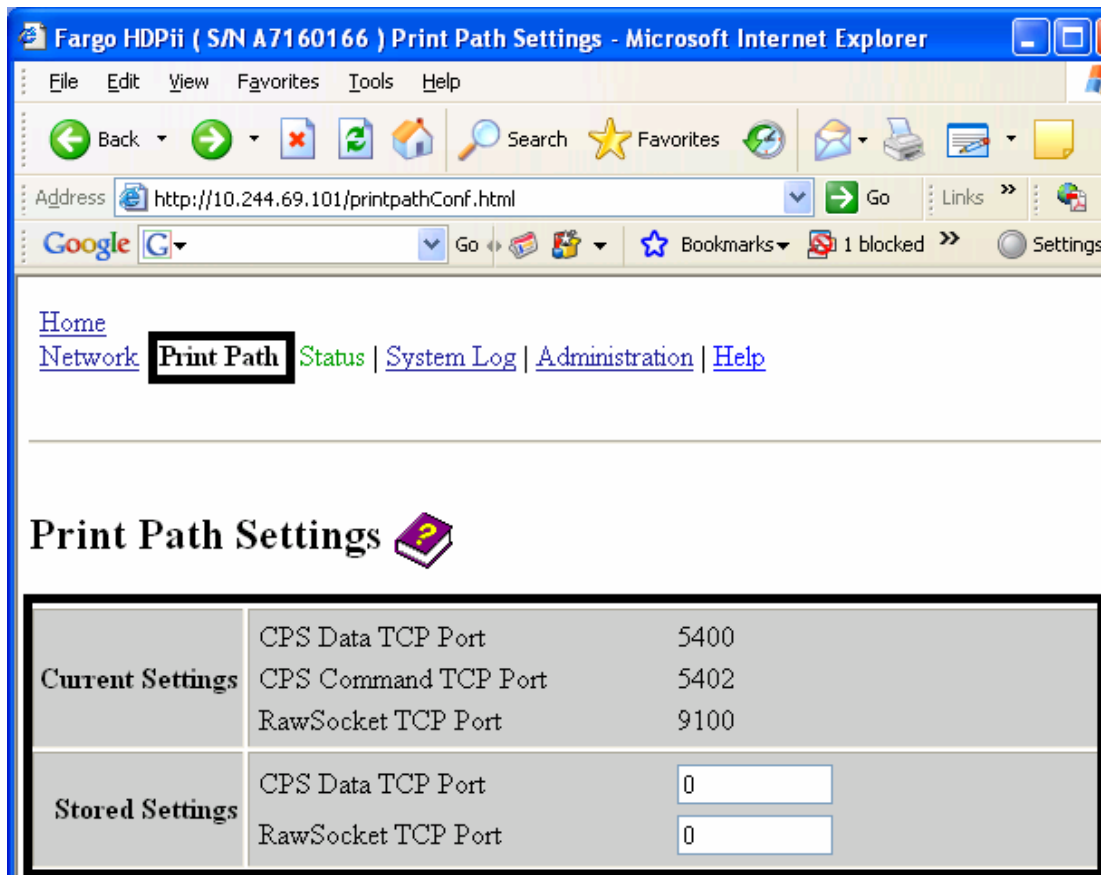 Fargo HDPii ( S/N A7160166 ) Print Path Settings - Microsoft Internet Explorer
File Edit View Favorites Tools Help
Back Search Favorites
Address http://10.244.69.101/printpathConf.html Go Links »
Google G Go Bookmarks 1 blocked » Settings
Home
Network Print Path Status | System Log | Administration | Help
Print Path Settings ?
Current Settings
CPS Data TCP Port 5400
CPS Command TCP Port 5402
RawSocket TCP Port 9100
Stored Settings
CPS Data TCP Port 0
RawSocket TCP Port 0